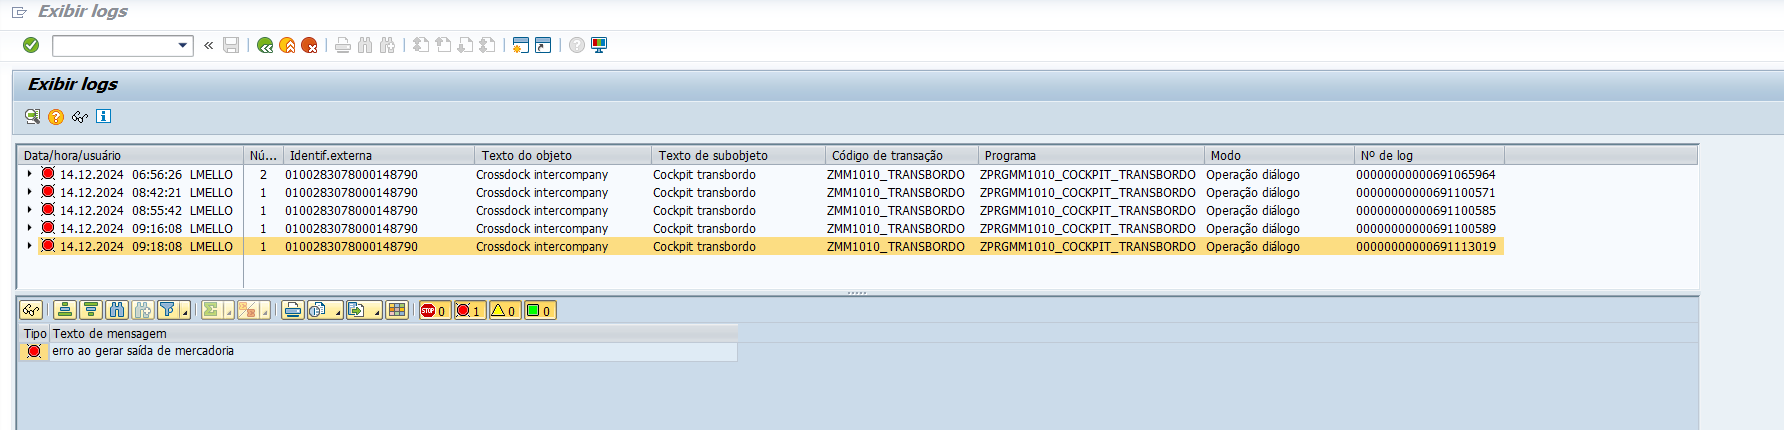 Exibir logs
Exibir logs
Data/hora/usuário Nú... Identif.externa Texto do objeto Texto de subobjeto Código de transação Programa Modo Nº de log
14.12.2024 06:56:26 LMELLO 2 0100283078000148790 Crossdock intercompany Cockpit transbordo ZMM1010_TRANSBORDO ZPRGMM1010_COCKPIT_TRANSBORDO Operação diálogo 00000000000691065964
14.12.2024 08:42:21 LMELLO 1 0100283078000148790 Crossdock intercompany Cockpit transbordo ZMM1010_TRANSBORDO ZPRGMM1010_COCKPIT_TRANSBORDO Operação diálogo 00000000000691100571
14.12.2024 08:55:42 LMELLO 1 0100283078000148790 Crossdock intercompany Cockpit transbordo ZMM1010_TRANSBORDO ZPRGMM1010_COCKPIT_TRANSBORDO Operação diálogo 00000000000691100585
14.12.2024 09:16:08 LMELLO 1 0100283078000148790 Crossdock intercompany Cockpit transbordo ZMM1010_TRANSBORDO ZPRGMM1010_COCKPIT_TRANSBORDO Operação diálogo 00000000000691100589
14.12.2024 09:18:08 LMELLO 1 0100283078000148790 Crossdock intercompany Cockpit transbordo ZMM1010_TRANSBORDO ZPRGMM1010_COCKPIT_TRANSBORDO Operação diálogo 00000000000691113019
STOP 0 1 0 0
Tipo Texto de mensagem
erro ao gerar saída de mercadoria